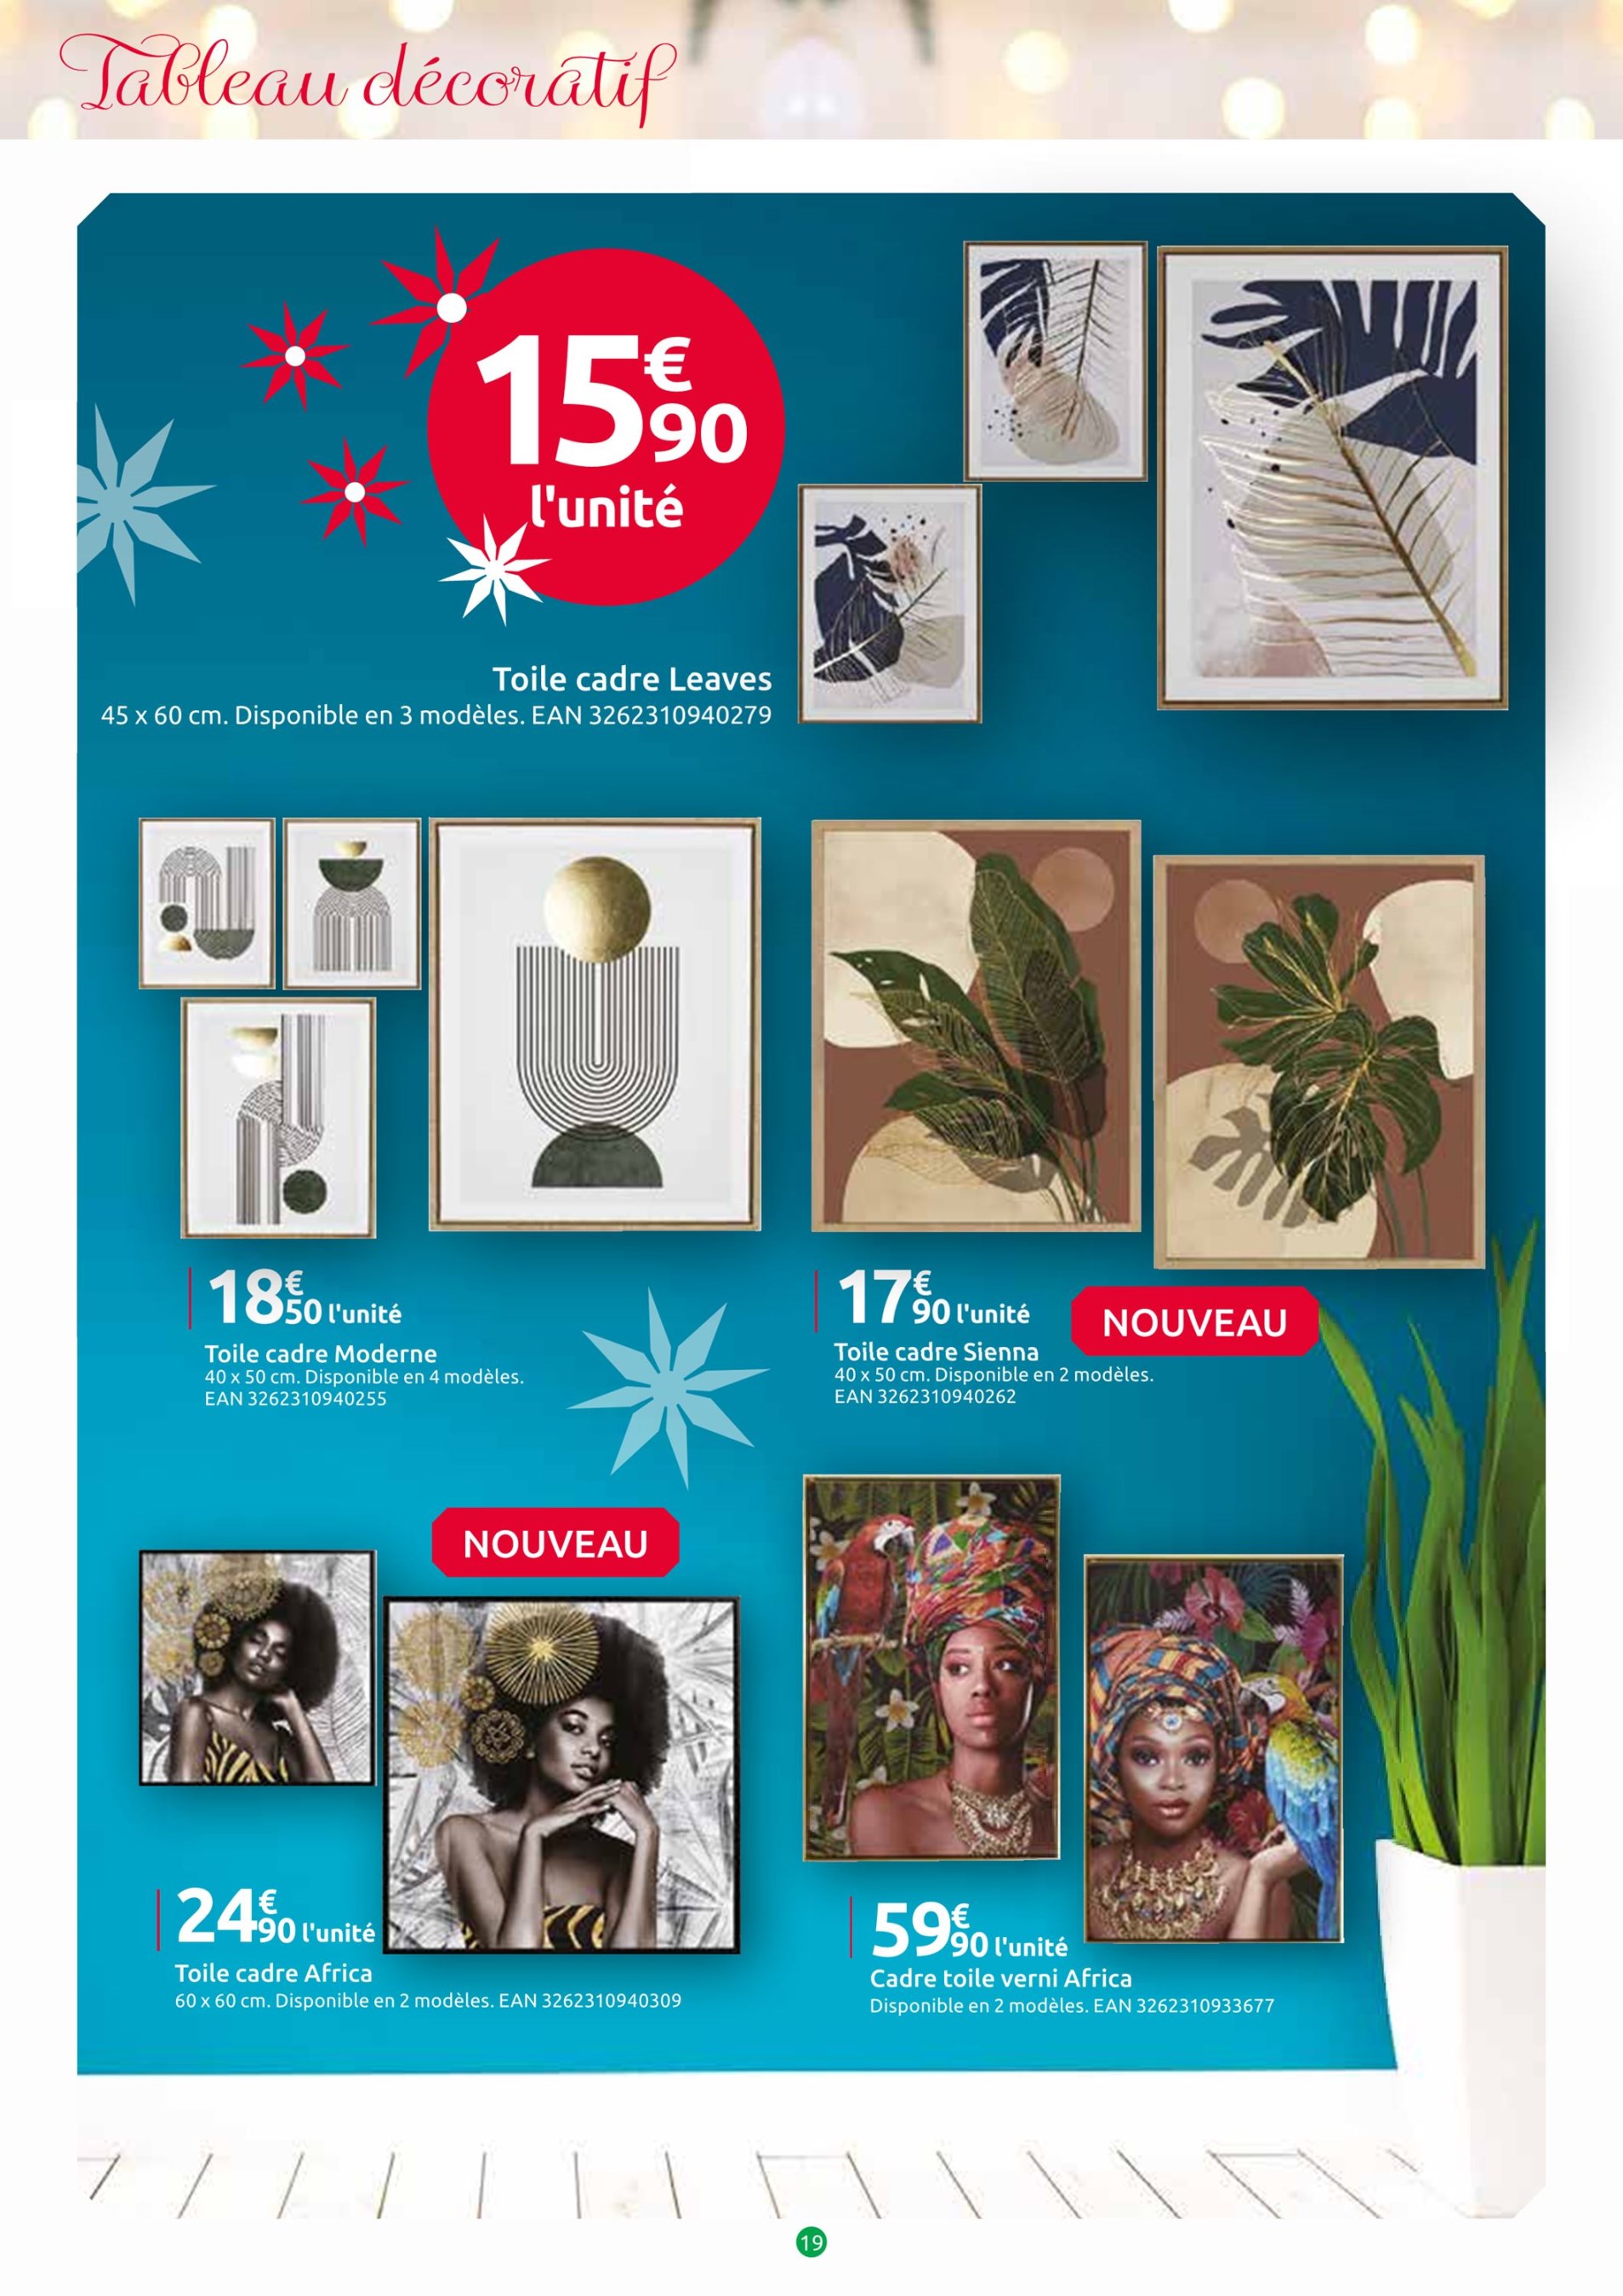 Tableau décoratif
15€90
l'unité
Toile cadre Leaves
45 x 60 cm. Disponible en 3 modèles. EAN 3262310940279
18€50 l'unité
Toile cadre Moderne
40 x 50 cm. Disponible en 4 modèles.
EAN 3262310940255
17€90 l'unité
NOUVEAU
Toile cadre Sienna
40 x 50 cm. Disponible en 2 modèles.
EAN 3262310940262
NOUVEAU
24€90 l'unité
Toile cadre Africa
60 x 60 cm. Disponible en 2 modèles. EAN 3262310940309
59€90 l'unité
Cadre toile verni Africa
Disponible en 2 modèles. EAN 3262310933677
19